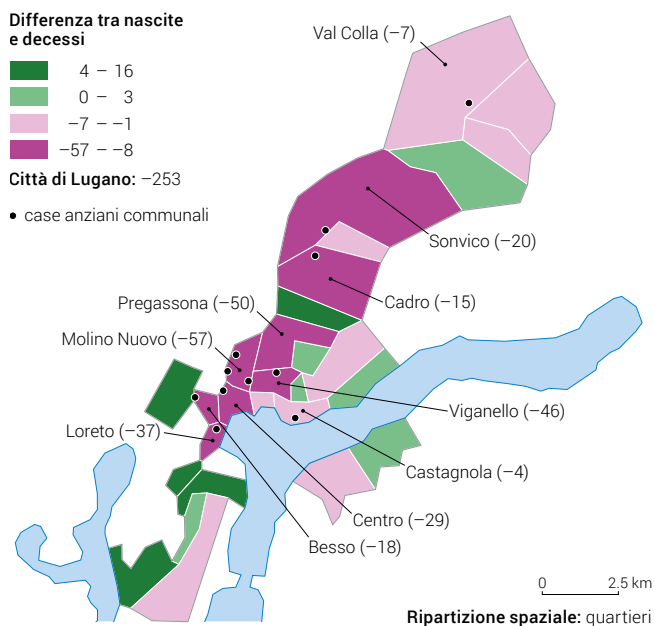 Differenza tra nascite
e decessi
4 – 16
0 – 3
–7 – –1
–57 – –8
Città di Lugano: –253
• case anziani communali
Val Colla (–7)
Sonvico (–20)
Cadro (–15)
Pregassona (–50)
Molino Nuovo (–57)
Viganello (–46)
Loreto (–37)
Castagnola (–4)
Centro (–29)
Besso (–18)
0 2.5 km
Ripartizione spaziale: quartieri